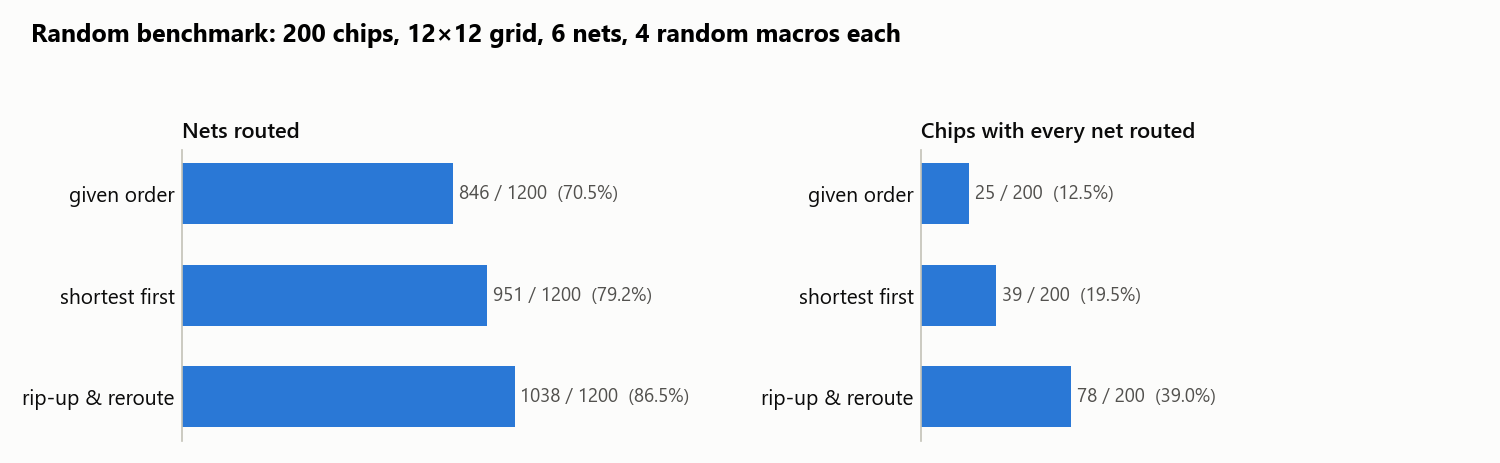 Random benchmark: 200 chips, 12×12 grid, 6 nets, 4 random macros each
Nets routed
given order 846 / 1200 (70.5%)
shortest first 951 / 1200 (79.2%)
rip-up & reroute 1038 / 1200 (86.5%)
Chips with every net routed
given order 25 / 200 (12.5%)
shortest first 39 / 200 (19.5%)
rip-up & reroute 78 / 200 (39.0%)